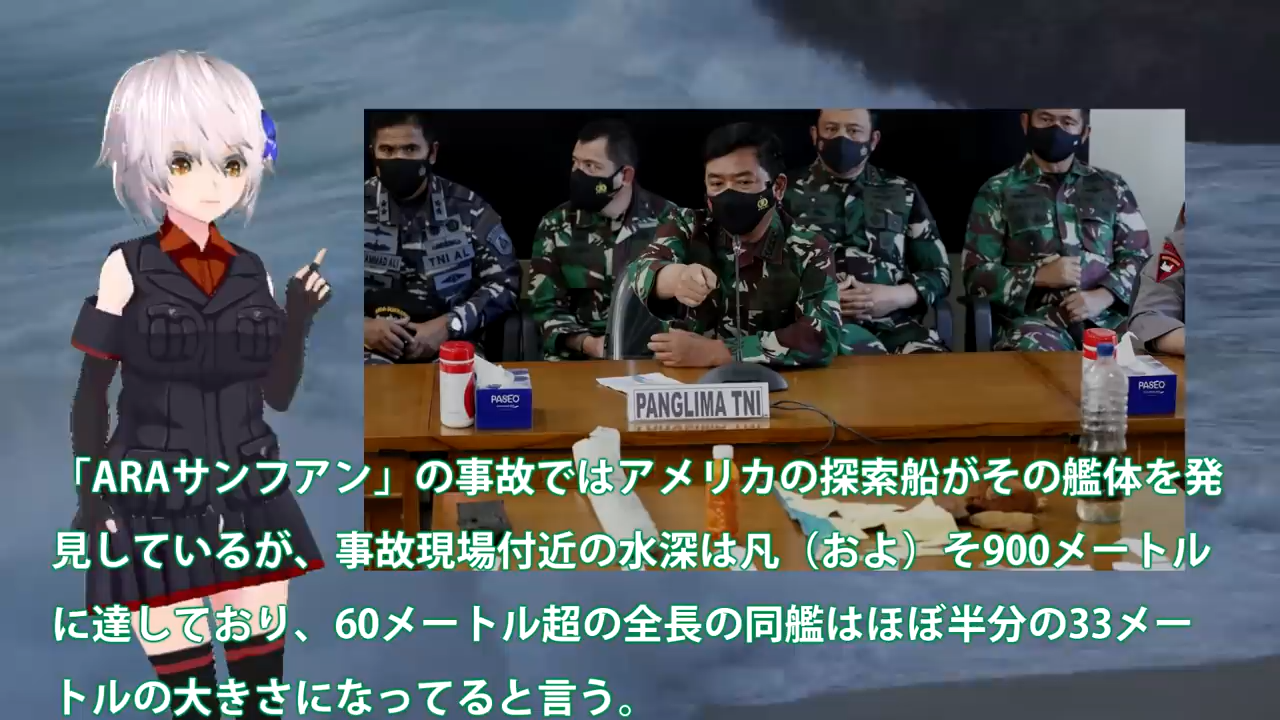 TNI AL
PASEO
PASEO
PANGLIMA TNI
「ARAサンフアン」の事故ではアメリカの探索船がその艦体を発
見しているが、事故現場付近の水深は凡（およ）そ900メートル
に達しており、60メートル超の全長の同艦はほぼ半分の33メー
トルの大きさになってると言う。